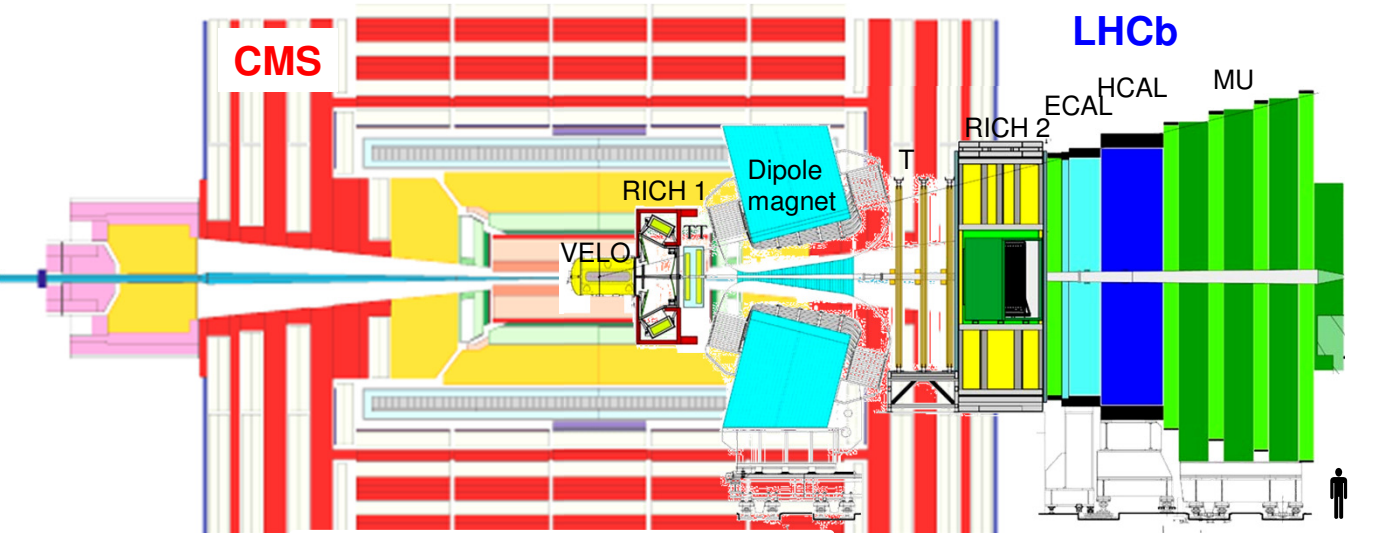 CMS
LHCb
HCAL
MU
ECAL
RICH 2
T
Dipole
magnet
RICH 1
TT
VELO